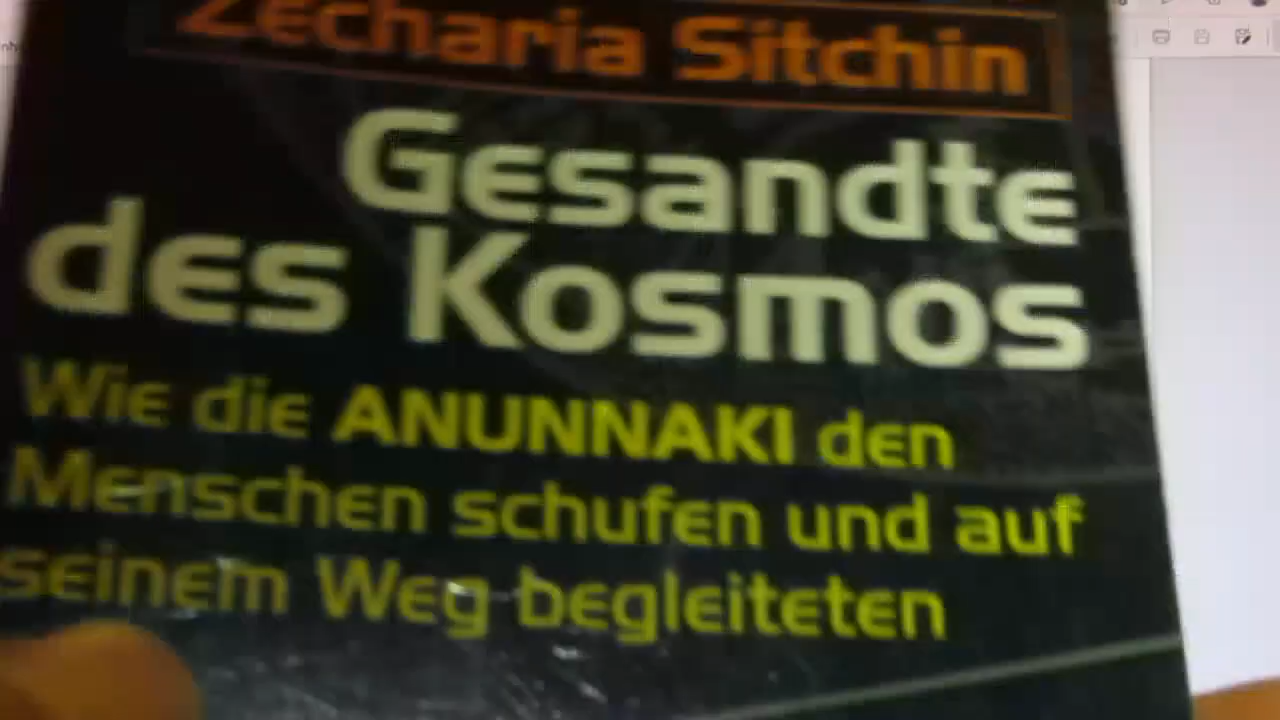 Zecharia Sitchin
Gesandte
des Kosmos
Wie die ANUNNAKI den
Menschen schufen und auf
seinem Weg begleiteten